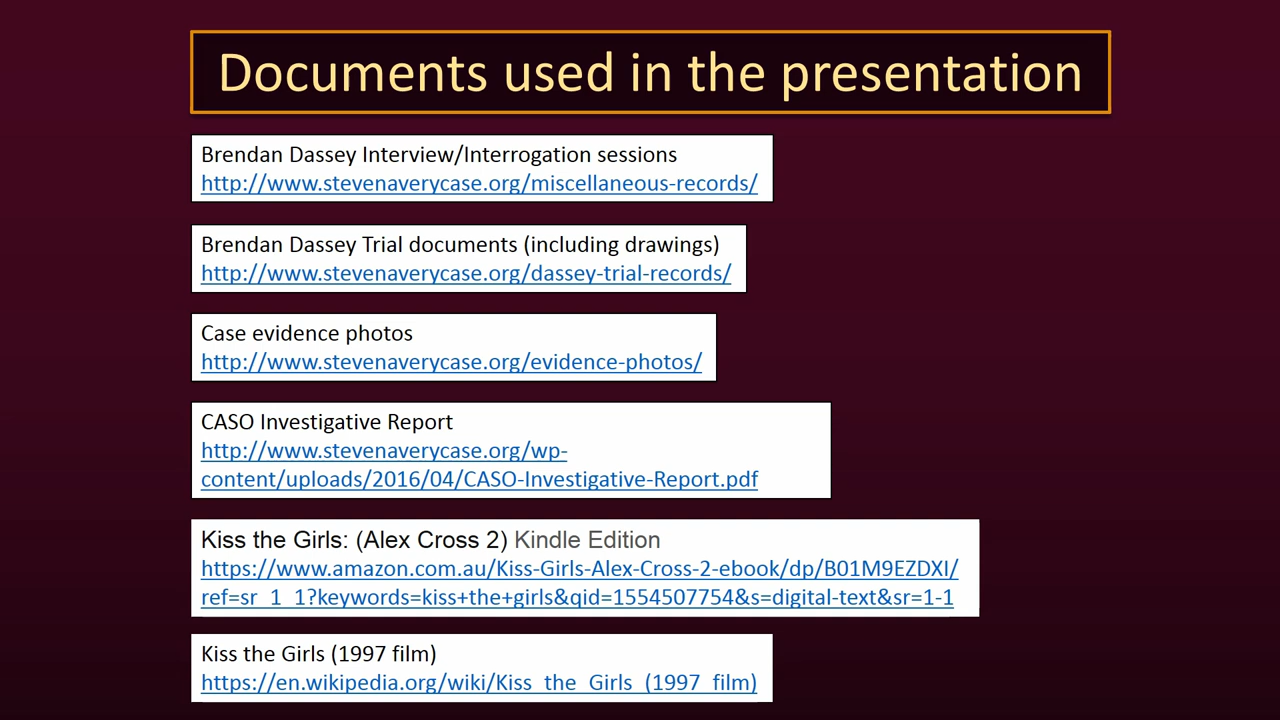 Documents used in the presentation
Brendan Dassey Interview/Interrogation sessions
http://www.stevenaverycase.org/miscellaneous-records/
Brendan Dassey Trial documents (including drawings)
http://www.stevenaverycase.org/dassey-trial-records/
Case evidence photos
http://www.stevenaverycase.org/evidence-photos/
CASO Investigative Report
http://www.stevenaverycase.org/wp-
content/uploads/2016/04/CASO-Investigative-Report.pdf
Kiss the Girls: (Alex Cross 2) Kindle Edition
https://www.amazon.com.au/Kiss-Girls-Alex-Cross-2-ebook/dp/B01M9EZDXI/
ref=sr_1_1?keywords=kiss+the+girls&qid=1554507754&s=digital-text&sr=1-1
Kiss the Girls (1997 film)
https://en.wikipedia.org/wiki/Kiss_the_Girls_(1997_film)